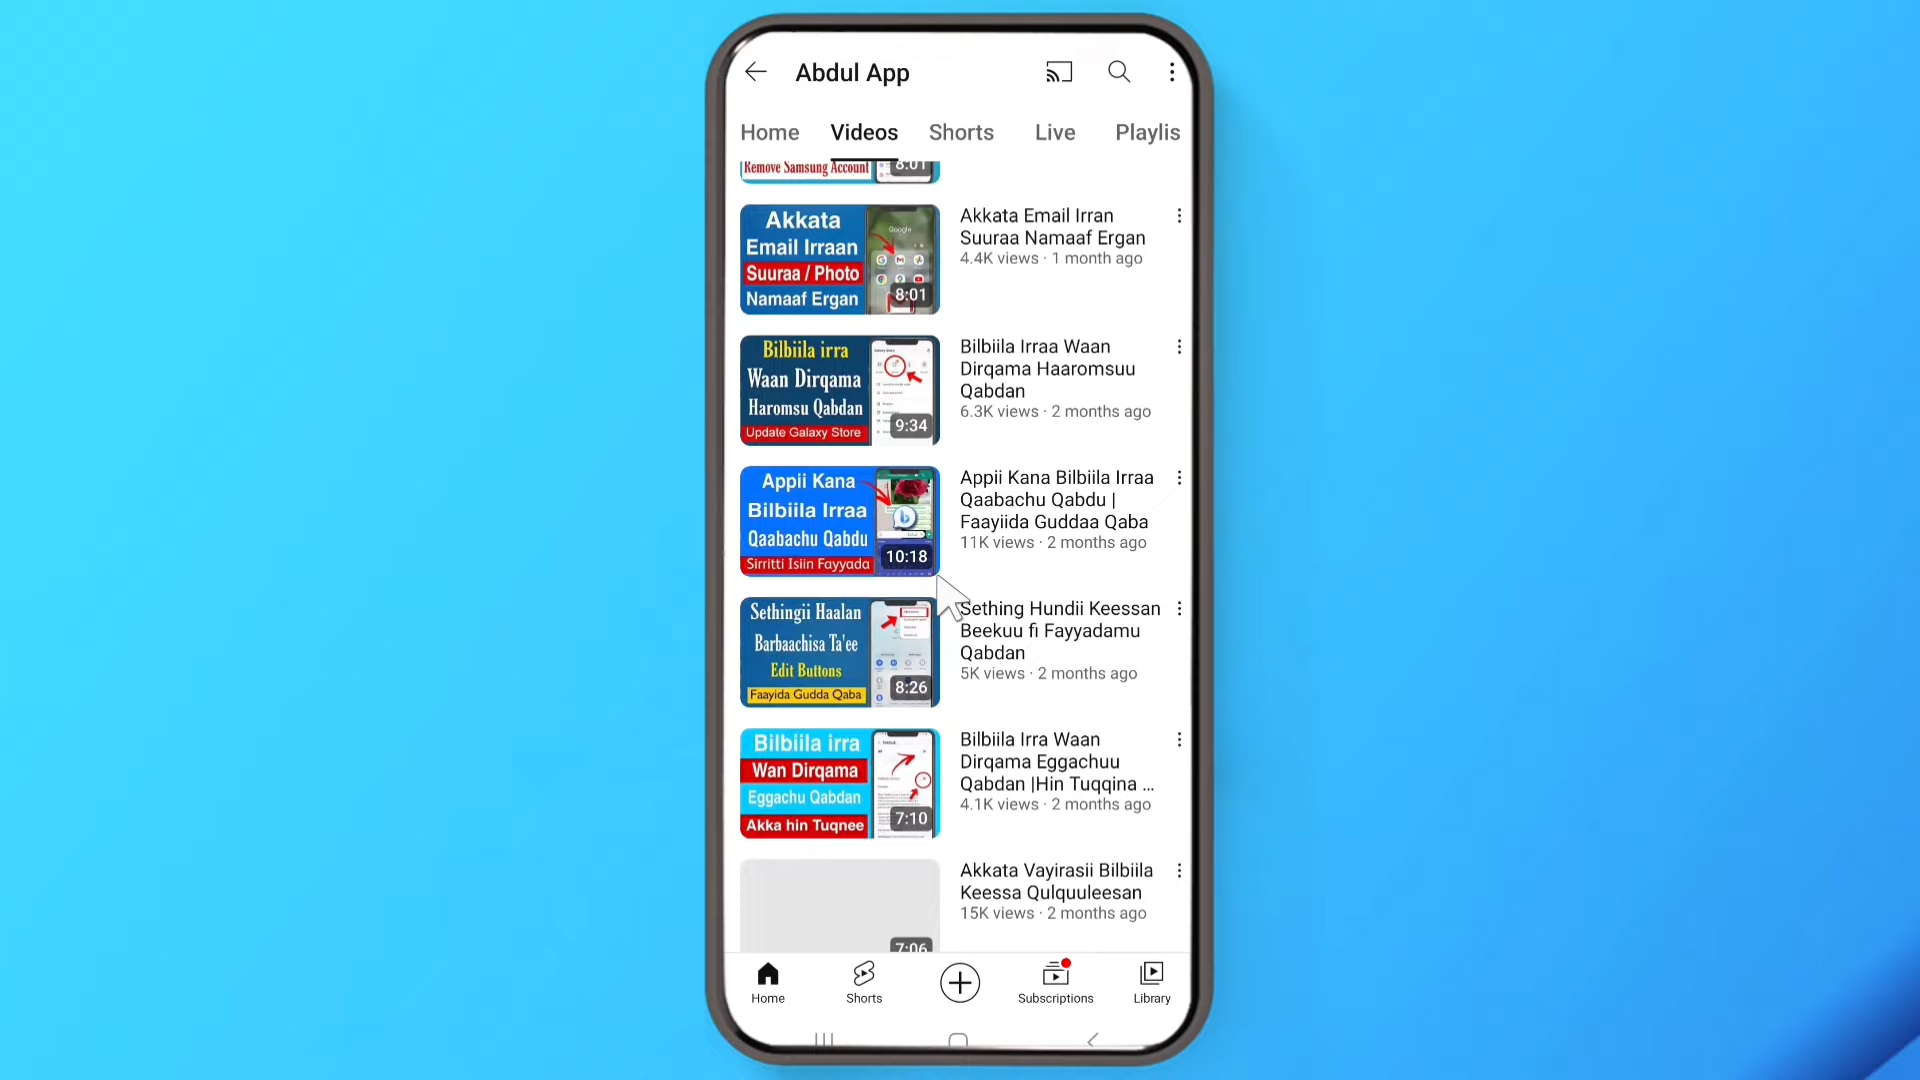 Abdul App
Home Videos Shorts Live Playlis
Remove Samsung Account
8:01
Akkata
Email Irraan
Suuraa / Photo
Namaaf Ergan
Google
8:01
Akkata Email Irran
Suuraa Namaaf Ergan
4.4K views · 1 month ago
Bilbiila irra
Waan Dirqama
Haromsu Qabdan
Update Galaxy Store
9:34
Bilbiila Irraa Waan
Dirqama Haaromsuu
Qabdan
6.3K views · 2 months ago
Appii Kana
Bilbiila Irraa
Qaabachu Qabdu
Sirritti Isiin Fayyada
10:18
Appii Kana Bilbiila Irraa
Qaabachu Qabdu |
Faayiida Guddaa Qaba
11K views · 2 months ago
Sethingii Haalan
Barbaachisa Ta'ee
Edit Buttons
Faayida Gudda Qaba
8:26
Sething Hundii Keessan
Beekuu fi Fayyadamu
Qabdan
5K views · 2 months ago
Bilbiila irra
Wan Dirqama
Eggachu Qabdan
Akka hin Tuqnee
7:10
Bilbiila Irra Waan
Dirqama Eggachuu
Qabdan |Hin Tuqqina ...
4.1K views · 2 months ago
7:06
Akkata Vayirasii Bilbiila
Keessa Qulquuleesan
15K views · 2 months ago
Home Shorts Subscriptions Library